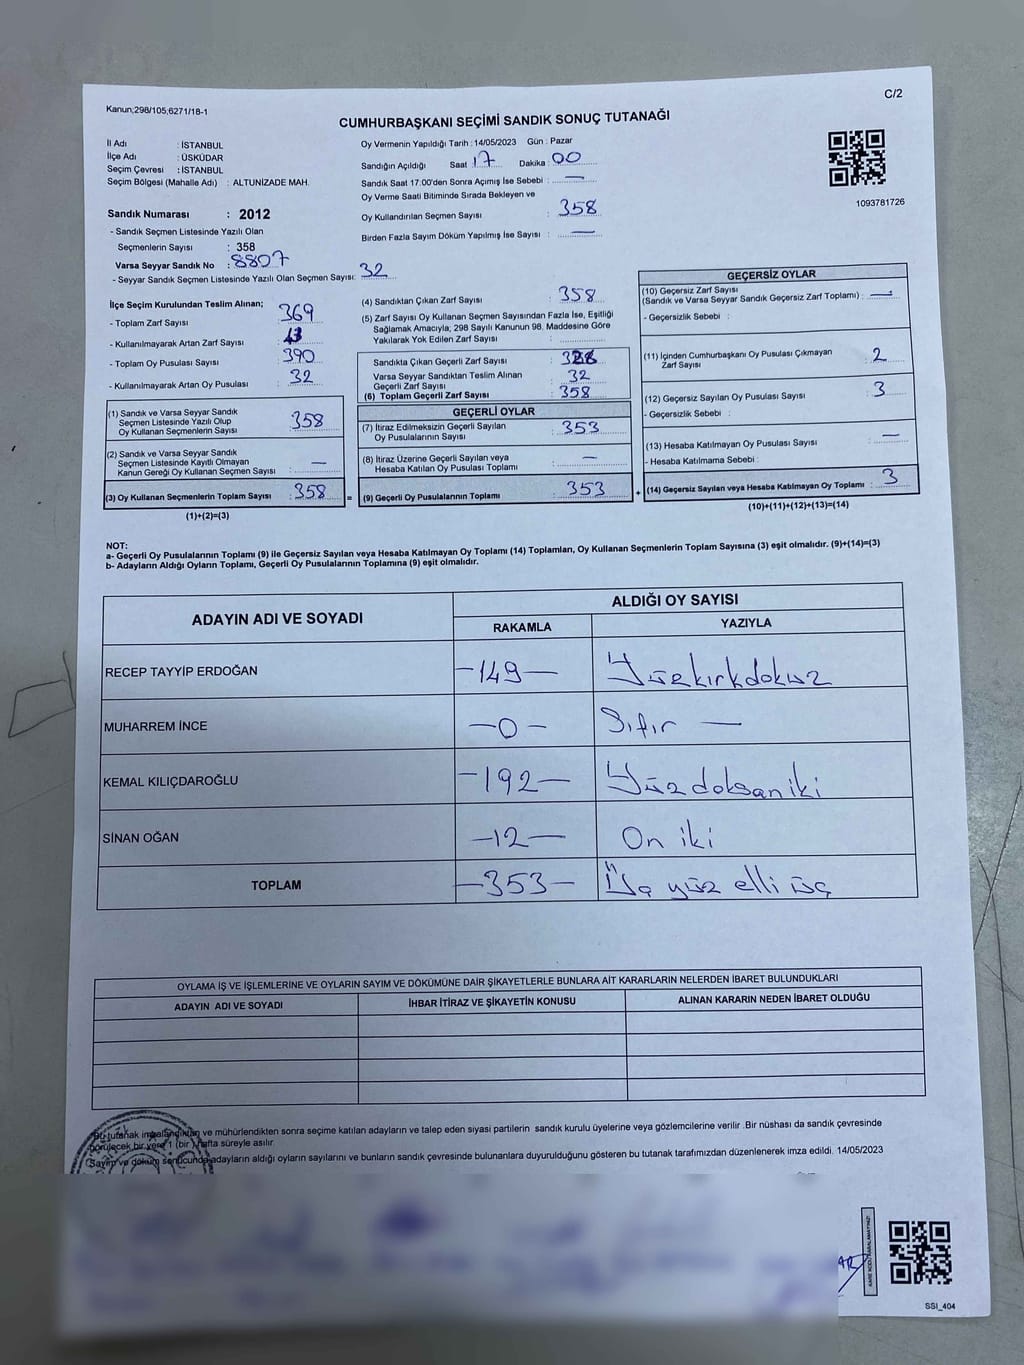 Kanun;298/105,6271/18-1
C/2
CUMHURBAŞKANI SEÇİMİ SANDIK SONUÇ TUTANAĞI
İl Adı : İSTANBUL
İlçe Adı : ÜSKÜDAR
Seçim Çevresi : İSTANBUL
Seçim Bölgesi (Mahalle Adı) : ALTUNİZADE MAH.
Sandık Numarası : 2012
- Sandık Seçmen Listesinde Yazılı Olan
Seçmenlerin Sayısı : 358
Varsa Seyyar Sandık No : 8807
- Seyyar Sandık Seçmen Listesinde Yazılı Olan Seçmen Sayısı: 32
Oy Vermenin Yapıldığı Tarih : 14/05/2023 Gün : Pazar
Sandığın Açıldığı Saat 17 Dakika : 00
Sandık Saat 17:00'den Sonra Açımış İse Sebebi : —
Oy Verme Saati Bitiminde Sırada Bekleyen ve
Oy Kullandırılan Seçmen Sayısı : 358
Birden Fazla Sayım Döküm Yapılmış İse Sayısı : —
1093781726
İlçe Seçim Kurulundan Teslim Alınan;
- Toplam Zarf Sayısı : 369
- Kullanılmayarak Artan Zarf Sayısı :
- Toplam Oy Pusulası Sayısı : 390
- Kullanılmayarak Artan Oy Pusulası : 32
(1) Sandık ve Varsa Seyyar Sandık
Seçmen Listesinde Yazılı Olup
Oy Kullanan Seçmenlerin Sayısı : 358
(2) Sandık ve Varsa Seyyar Sandık
Seçmen Listesinde Kayıtlı Olmayan
Kanun Gereği Oy Kullanan Seçmen Sayısı : —
(3) Oy Kullanan Seçmenlerin Toplam Sayısı : 358 =
(1)+(2)=(3)
(4) Sandıktan Çıkan Zarf Sayısı : 358
(5) Zarf Sayısı Oy Kullanan Seçmen Sayısından Fazla İse, Eşitliği
Sağlamak Amacıyla; 298 Sayılı Kanunun 98. Maddesine Göre
Yakılarak Yok Edilen Zarf Sayısı :
Sandıkta Çıkan Geçerli Zarf Sayısı :
Varsa Seyyar Sandıktan Teslim Alınan
Geçerli Zarf Sayısı : 32
(6) Toplam Geçerli Zarf Sayısı : 358
GEÇERLİ OYLAR
(7) İtiraz Edilmeksizin Geçerli Sayılan
Oy Pusulalarının Sayısı : 353
(8) İtiraz Üzerine Geçerli Sayılan veya
Hesaba Katılan Oy Pusulası Toplamı : —
(9) Geçerli Oy Pusulalarının Toplamı : 353 +
GEÇERSİZ OYLAR
(10) Geçersiz Zarf Sayısı
(Sandık ve Varsa Seyyar Sandık Geçersiz Zarf Toplamı) : —
- Geçersizlik Sebebi :
(11) İçinden Cumhurbaşkanı Oy Pusulası Çıkmayan
Zarf Sayısı : 2
(12) Geçersiz Sayılan Oy Pusulası Sayısı : 3
- Geçersizlik Sebebi :
(13) Hesaba Katılmayan Oy Pusulası Sayısı : —
- Hesaba Katılmama Sebebi :
(14) Geçersiz Sayılan veya Hesaba Katılmayan Oy Toplamı : 3
(10)+(11)+(12)+(13)=(14)
NOT:
a- Geçerli Oy Pusulalarının Toplamı (9) ile Geçersiz Sayılan veya Hesaba Katılmayan Oy Toplamı (14) Toplamları, Oy Kullanan Seçmenlerin Toplam Sayısına (3) eşit olmalıdır. (9)+(14)=(3)
b- Adayların Aldığı Oyların Toplamı, Geçerli Oy Pusulalarının Toplamına (9) eşit olmalıdır.
ADAYIN ADI VE SOYADI ALDIĞI OY SAYISI
RAKAMLA YAZIYLA
RECEP TAYYİP ERDOĞAN —149— Yüzkırkdokuz
MUHARREM İNCE —0— Sıfır —
KEMAL KILIÇDAROĞLU —192— Yüzdoksaniki
SİNAN OĞAN —12— On iki
TOPLAM —353— Üç yüz elli üç
OYLAMA İŞ VE İŞLEMLERİNE VE OYLARIN SAYIM VE DÖKÜMÜNE DAİR ŞİKAYETLERLE BUNLARA AİT KARARLARIN NELERDEN İBARET BULUNDUKLARI
ADAYIN ADI VE SOYADI İHBAR İTİRAZ VE ŞİKAYETİN KONUSU ALINAN KARARIN NEDEN İBARET OLDUĞU
Bu tutanak imzalandıktan ve mühürlendikten sonra seçime katılan adayların ve talep eden siyasi partilerin sandık kurulu üyelerine veya gözlemcilerine verilir .Bir nüshası da sandık çevresinde
görülecek bir yere 1 (bir ) hafta süreyle asılır.
Sayım ve döküm sonucunda adayların aldığı oyların sayılarını ve bunların sandık çevresinde bulunanlara duyurulduğunu gösteren bu tutanak tarafımızdan düzenlenerek imza edildi. 14/05/2023
SSI_404